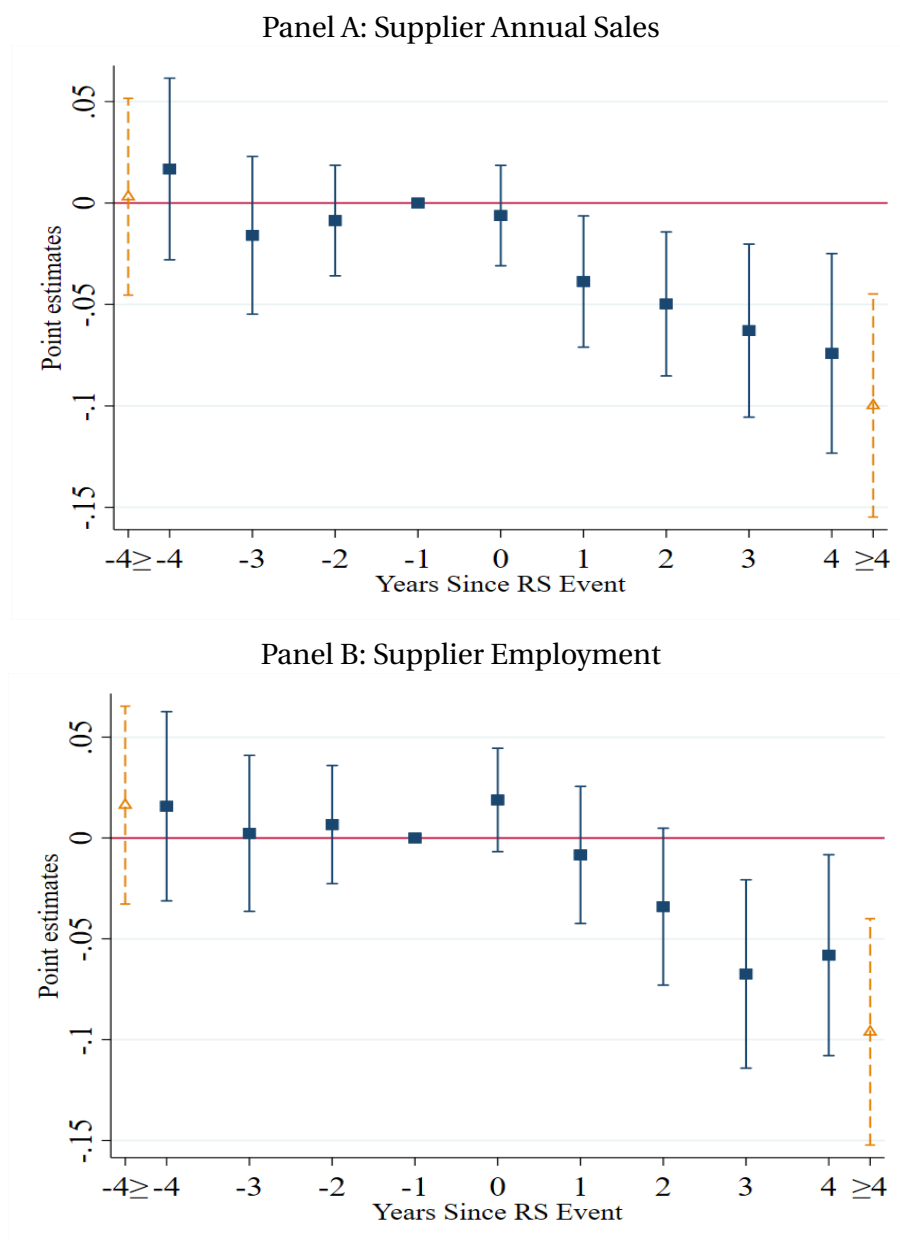 Panel A: Supplier Annual Sales
Point estimates
.05
0
-.05
-.1
-.15
-4≥ -4 -3 -2 -1 0 1 2 3 4 ≥4
Years Since RS Event
Panel B: Supplier Employment
Point estimates
.05
0
-.05
-.1
-.15
-4≥ -4 -3 -2 -1 0 1 2 3 4 ≥4
Years Since RS Event